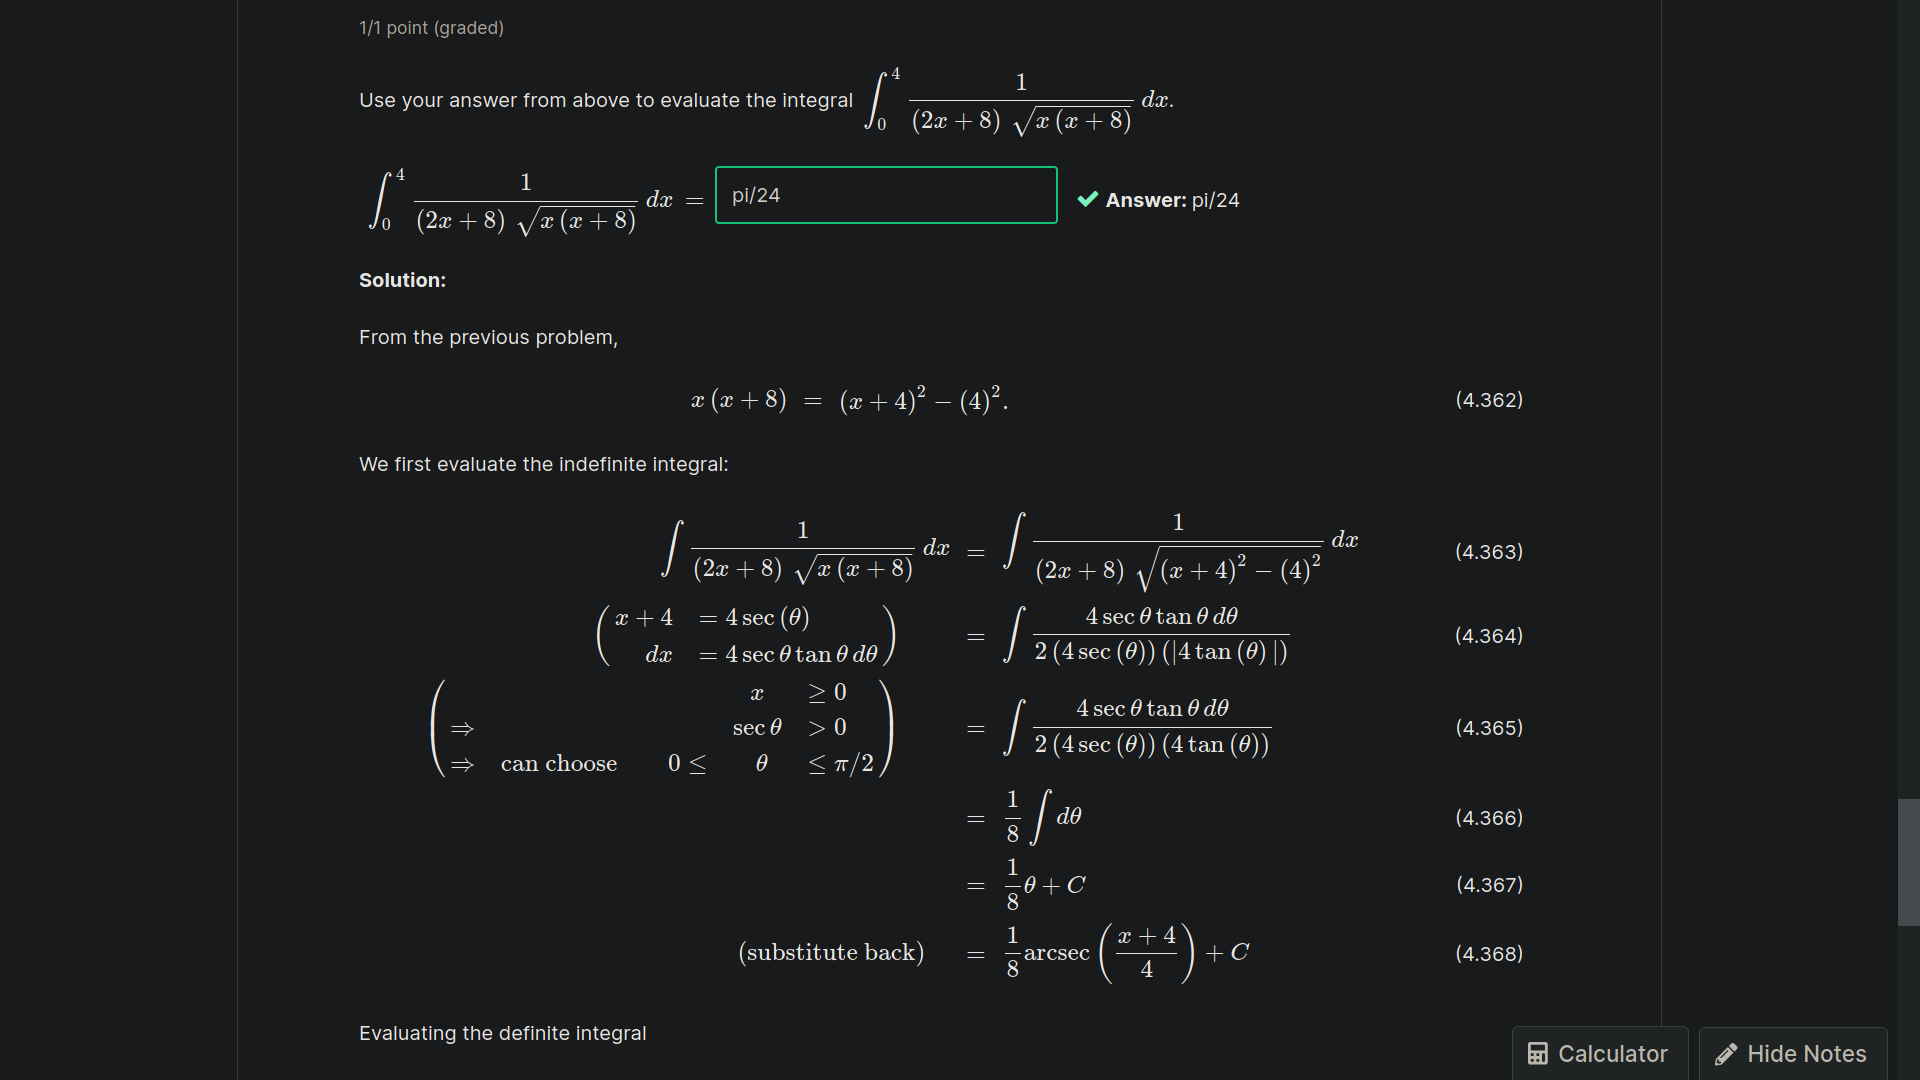 1/1 point (graded)
Use your answer from above to evaluate the integral $\int_0^4 \frac{1}{(2x+8)\sqrt{x(x+8)}}\,dx.$
$\int_0^4 \frac{1}{(2x+8)\sqrt{x(x+8)}}\,dx =$ pi/24 ✔ Answer: pi/24
Solution:
From the previous problem,
$x(x+8) = (x+4)^2 - (4)^2.$ (4.362)
We first evaluate the indefinite integral:
$\int \frac{1}{(2x+8)\sqrt{x(x+8)}}\,dx = \int \frac{1}{(2x+8)\sqrt{(x+4)^2-(4)^2}}\,dx$ (4.363)
$\begin{pmatrix} x+4 & = 4\sec(\theta) \\ dx & = 4\sec\theta\tan\theta\,d\theta \end{pmatrix} = \int \frac{4\sec\theta\tan\theta\,d\theta}{2(4\sec(\theta))(|4\tan(\theta)|)}$ (4.364)
$\begin{pmatrix} & & & x & \geq 0 \\ \Rightarrow & & & \sec\theta & > 0 \\ \Rightarrow & \text{can choose} & 0 \leq & \theta & \leq \pi/2 \end{pmatrix} = \int \frac{4\sec\theta\tan\theta\,d\theta}{2(4\sec(\theta))(4\tan(\theta))}$ (4.365)
$= \frac{1}{8}\int d\theta$ (4.366)
$= \frac{1}{8}\theta + C$ (4.367)
(substitute back) $= \frac{1}{8}\text{arcsec}\left(\frac{x+4}{4}\right) + C$ (4.368)
Evaluating the definite integral
Calculator
Hide Notes